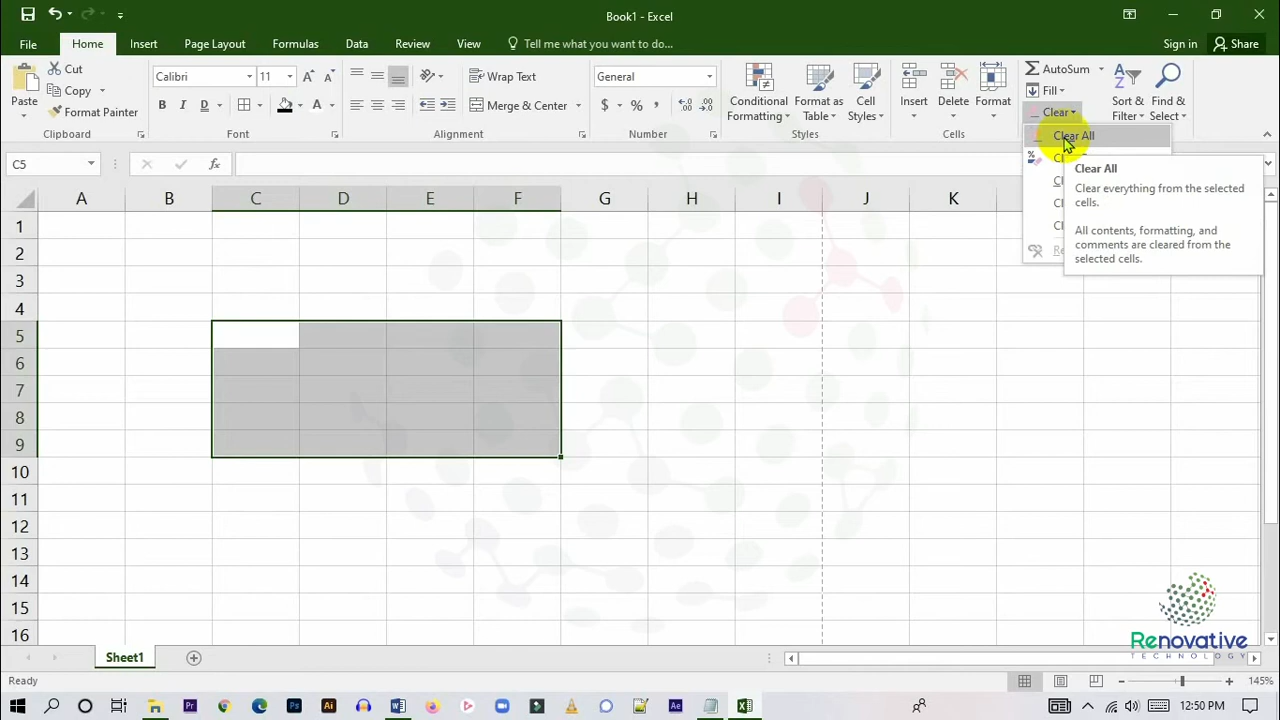 Book1 - Excel
File Home Insert Page Layout Formulas Data Review View Tell me what you want to do... Sign in Share
Paste
Cut
Copy
Format Painter
Clipboard
Calibri 11
B I D A
Font
Wrap Text
Merge & Center
Alignment
General
$ % ,
Number
Conditional Formatting
Format as Table
Cell Styles
Styles
Insert Delete Format
Cells
AutoSum
Fill
Clear
Sort & Filter
Find & Select
Clear All
Clear All
Clear everything from the selected
cells.
All contents, formatting, and
comments are cleared from the
selected cells.
C5 fx
A B C D E F G H I J K
1
2
3
4
5
6
7
8
9
10
11
12
13
14
15
16
Renovative
TECHNOLOGY
Sheet1
Ready 145%
Pr Ps Ai Ae 12:50 PM